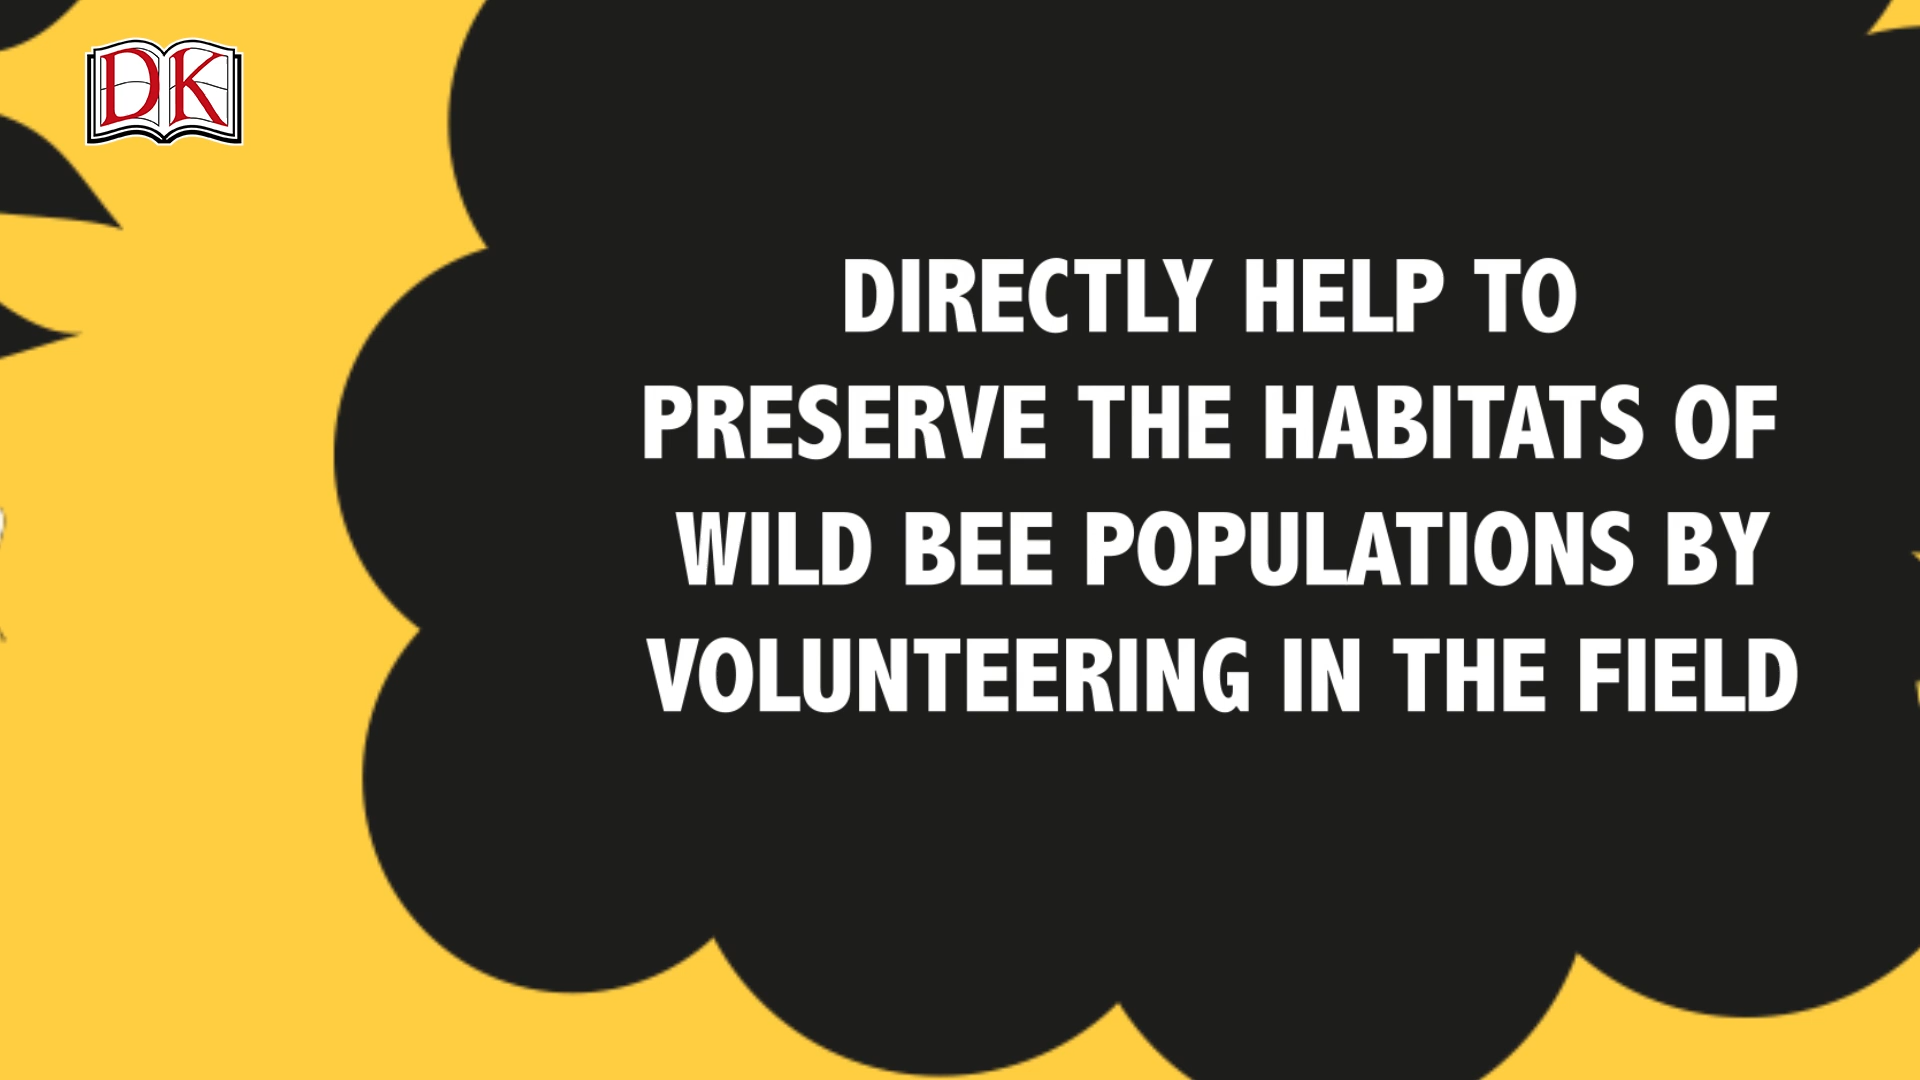 DK
DIRECTLY HELP TO
PRESERVE THE HABITATS OF
WILD BEE POPULATIONS BY
VOLUNTEERING IN THE FIELD